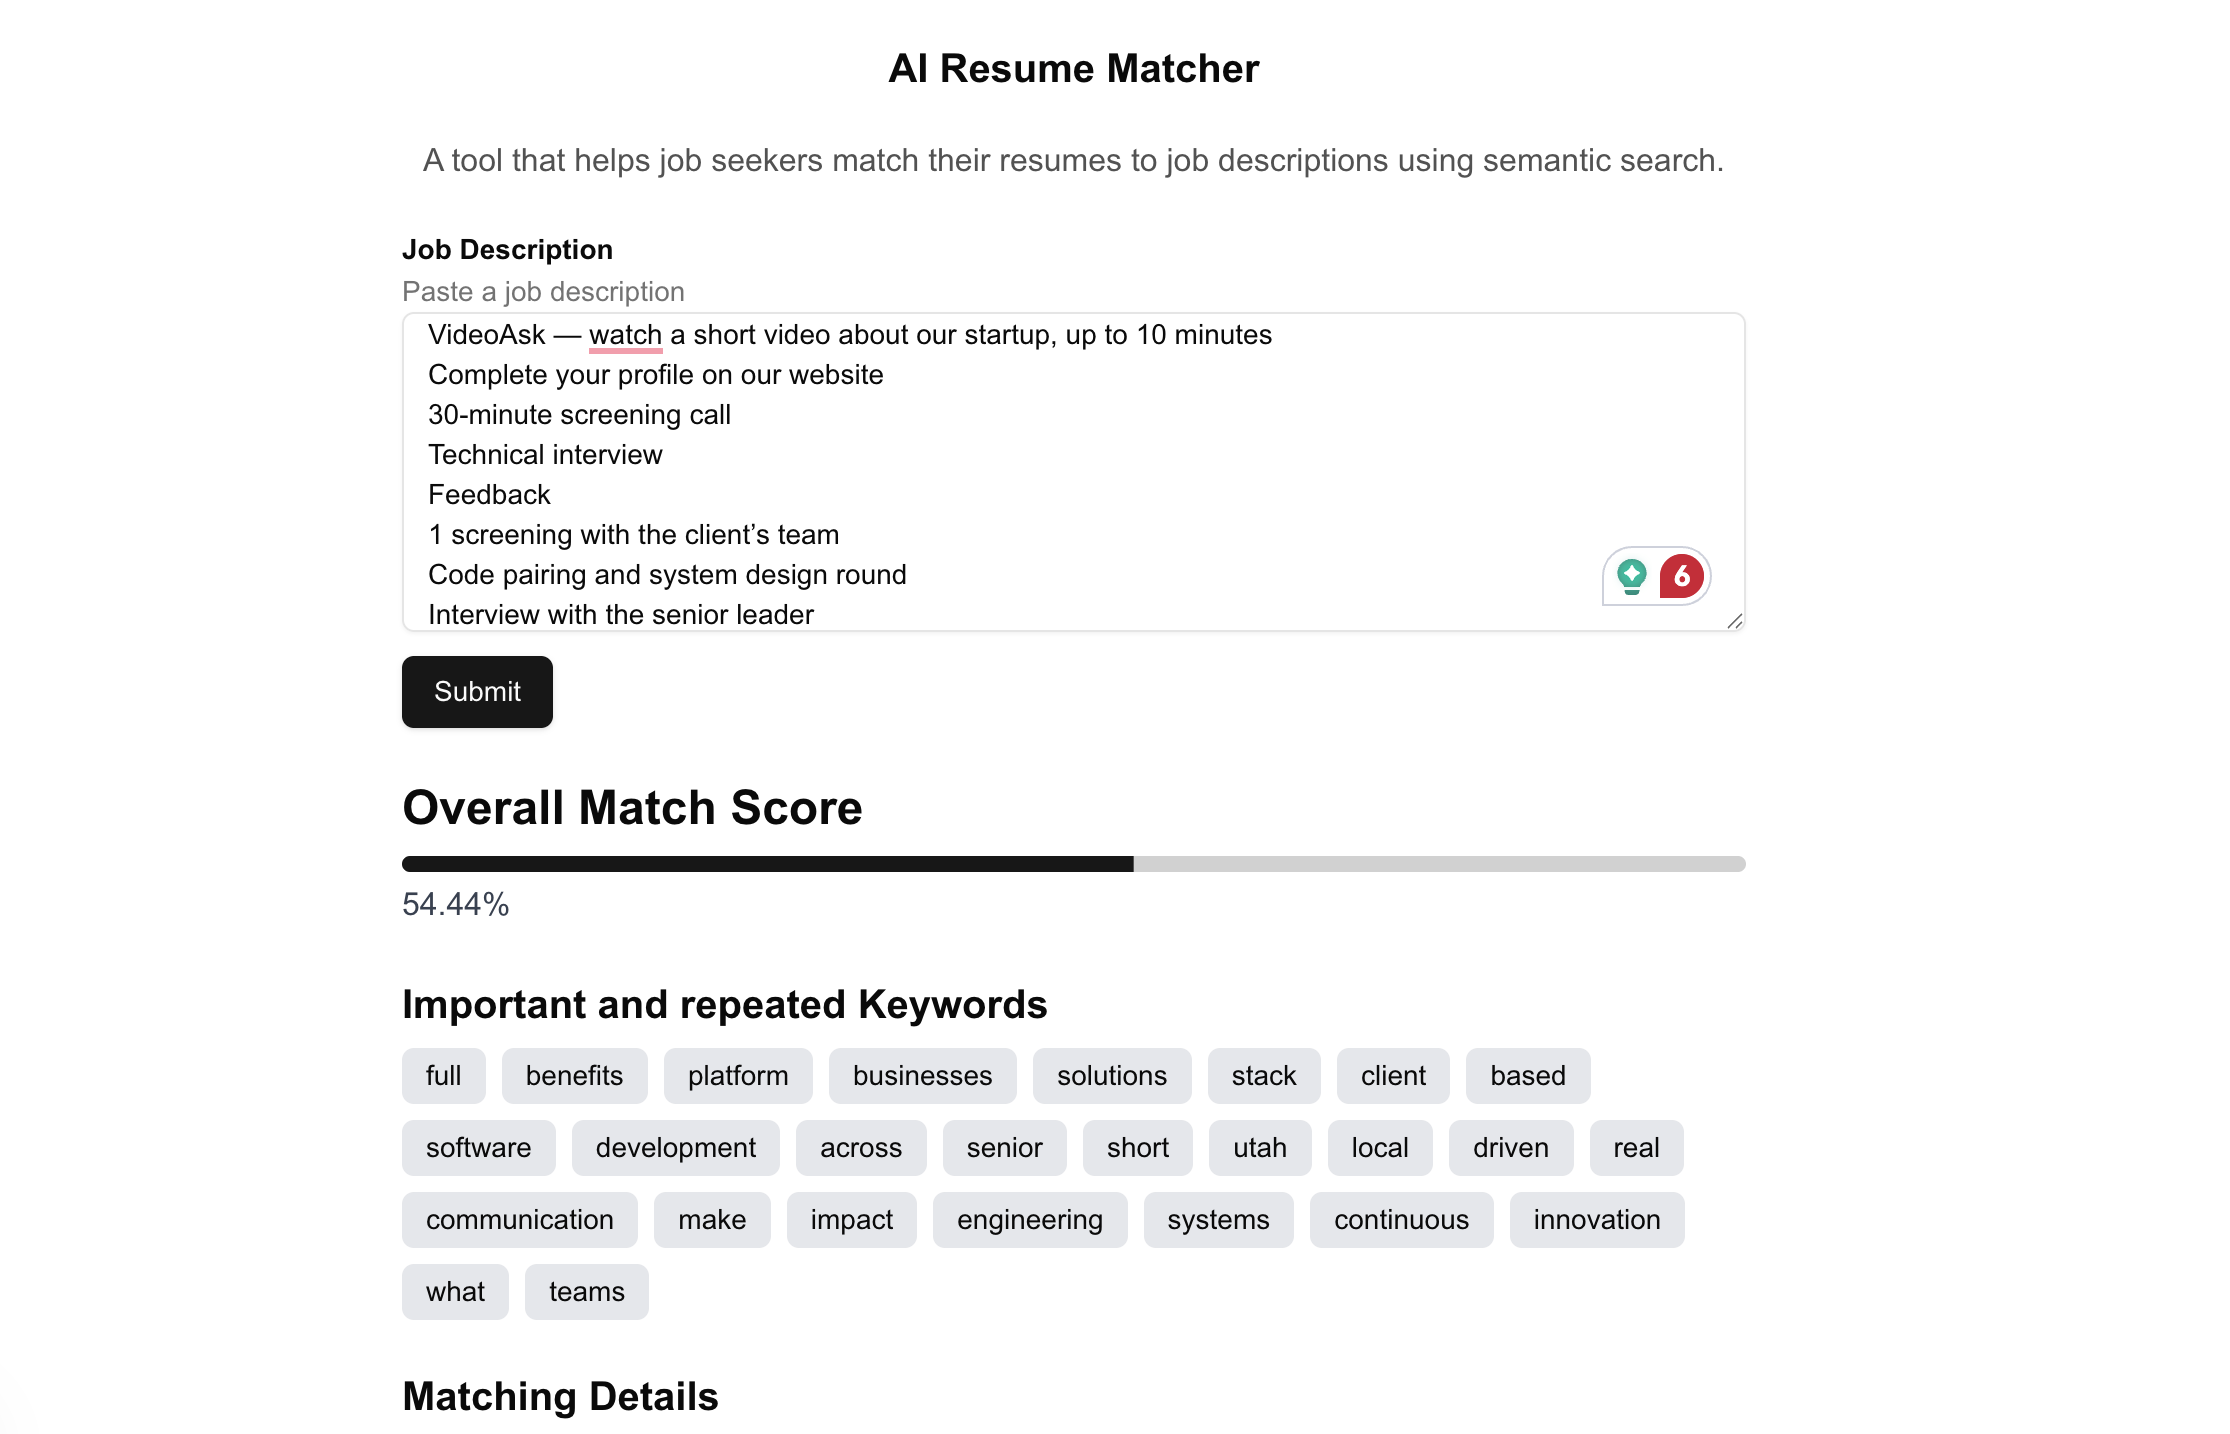 AI Resume Matcher
A tool that helps job seekers match their resumes to job descriptions using semantic search.
Job Description
Paste a job description
VideoAsk — watch a short video about our startup, up to 10 minutes
Complete your profile on our website
30-minute screening call
Technical interview
Feedback
1 screening with the client’s team
Code pairing and system design round
Interview with the senior leader
6
Submit
Overall Match Score
54.44%
Important and repeated Keywords
full benefits platform businesses solutions stack client based
software development across senior short utah local driven real
communication make impact engineering systems continuous innovation
what teams
Matching Details